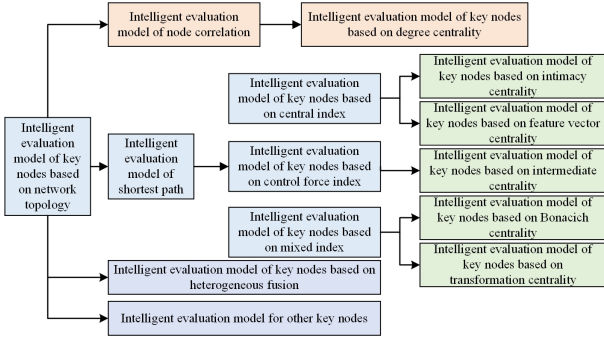 Intelligent evaluation
model of node correlation
Intelligent evaluation model of key nodes
based on degree centrality
Intelligent
evaluation
model of key
nodes based
on network
topology
Intelligent
evaluation
model of
shortest path
Intelligent evaluation
model of key nodes based
on central index
Intelligent evaluation model of
key nodes based on intimacy
centrality
Intelligent evaluation model of
key nodes based on feature vector
centrality
Intelligent evaluation
model of key nodes based
on control force index
Intelligent evaluation model of
key nodes based on intermediate
centrality
Intelligent evaluation
model of key nodes based
on mixed index
Intelligent evaluation model of
key nodes based on Bonacich
centrality
Intelligent evaluation model of
key nodes based on
transformation centrality
Intelligent evaluation model of key nodes based on
heterogeneous fusion
Intelligent evaluation model for other key nodes